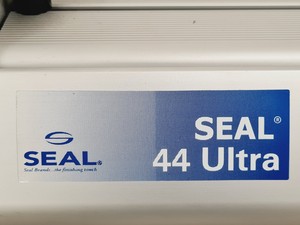 SEAL®
Seal Brands...the finishing touch
SEAL®
44 Ultra